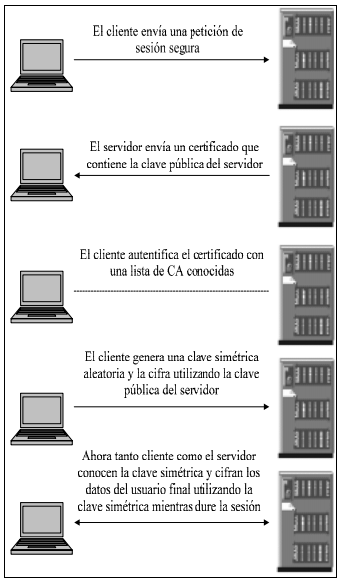 El cliente envía una petición de
sesión segura
El servidor envía un certificado que
contiene la clave pública del servidor
El cliente autentifica el certificado con
una lista de CA conocidas
El cliente genera una clave simétrica
aleatoria y la cifra utilizando la clave
pública del servidor
Ahora tanto cliente como el servidor
conocen la clave simétrica y cifran los
datos del usuario final utilizando la
clave simétrica mientras dure la sesión